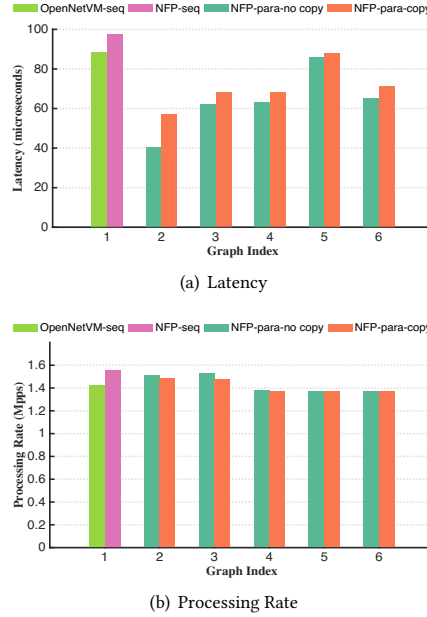 OpenNetVM-seq NFP-seq NFP-para-no copy NFP-para-copy
100
80
60
40
20
0
Latency (microseconds)
1 2 3 4 5 6
Graph Index
(a) Latency
OpenNetVM-seq NFP-seq NFP-para-no copy NFP-para-copy
1.6
1.4
1.2
1
0.8
0.6
0.4
0.2
0
Processing Rate (Mpps)
1 2 3 4 5 6
Graph Index
(b) Processing Rate